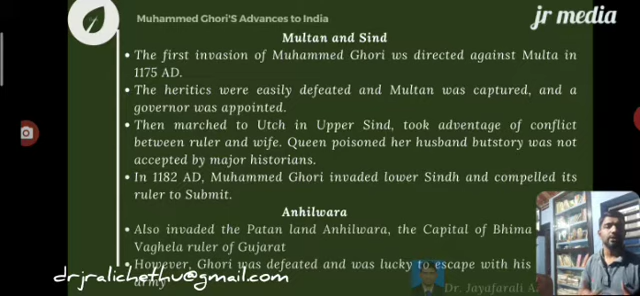 Muhammed Ghori'S Advances to India
jr media
Multan and Sind
• The first invasion of Muhammed Ghori ws directed against Multa in
1175 AD.
• The heritics were easily defeated and Multan was captured, and a
governor was appointed.
• Then marched to Utch in Upper Sind, took adventage of conflict
between ruler and wife. Queen poisoned her husband butstory was not
accepted by major historians.
• In 1182 AD, Muhammed Ghori invaded lower Sindh and compelled its
ruler to Submit.
Anhilwara
• Also invaded the Patan land Anhilwara, the Capital of Bhima
Vaghela ruler of Gujarat
• However, Ghori was defeated and was lucky to escape with his
army
drjralichethu@gmail.com
Dr. Jayafarali A